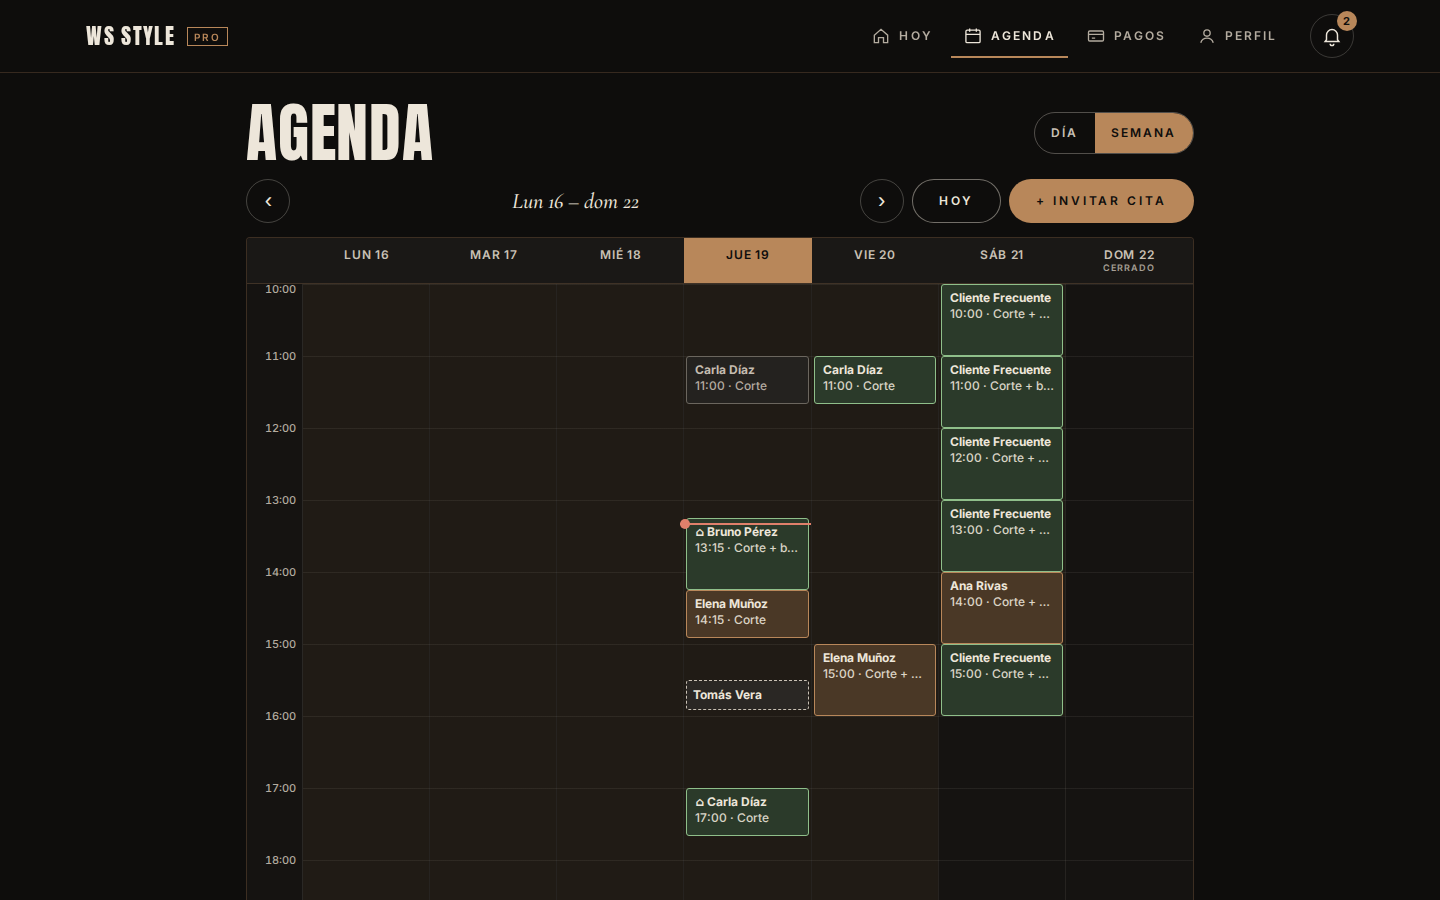 WS STYLE PRO
HOY AGENDA PAGOS PERFIL 2
AGENDA
DÍA SEMANA
‹ Lun 16 – dom 22 › HOY + INVITAR CITA
LUN 16 MAR 17 MIÉ 18 JUE 19 VIE 20 SÁB 21 DOM 22
CERRADO
10:00
Cliente Frecuente
10:00 · Corte + ...
11:00
Carla Díaz Carla Díaz Cliente Frecuente
11:00 · Corte 11:00 · Corte 11:00 · Corte + b...
12:00
Cliente Frecuente
12:00 · Corte + ...
13:00
Cliente Frecuente
13:00 · Corte + ...
⌂ Bruno Pérez
13:15 · Corte + b...
14:00
Ana Rivas
14:00 · Corte + ...
Elena Muñoz
14:15 · Corte
15:00
Elena Muñoz Cliente Frecuente
15:00 · Corte + ... 15:00 · Corte + ...
Tomás Vera
16:00
17:00
⌂ Carla Díaz
17:00 · Corte
18:00